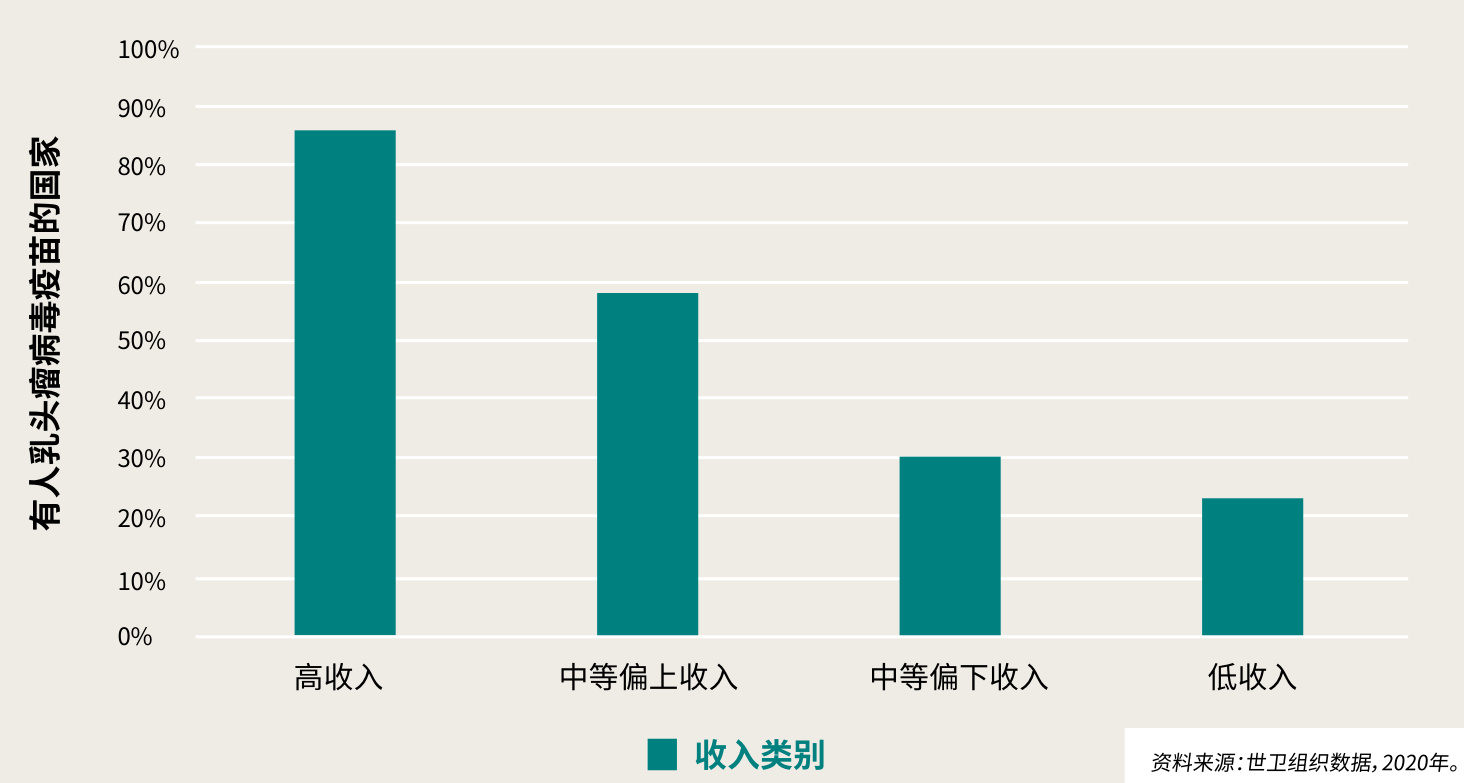 有人乳头瘤病毒疫苗的国家
100%
90%
80%
70%
60%
50%
40%
30%
20%
10%
0%
高收入
中等偏上收入
中等偏下收入
低收入
收入类别
资料来源：世卫组织数据，2020年。